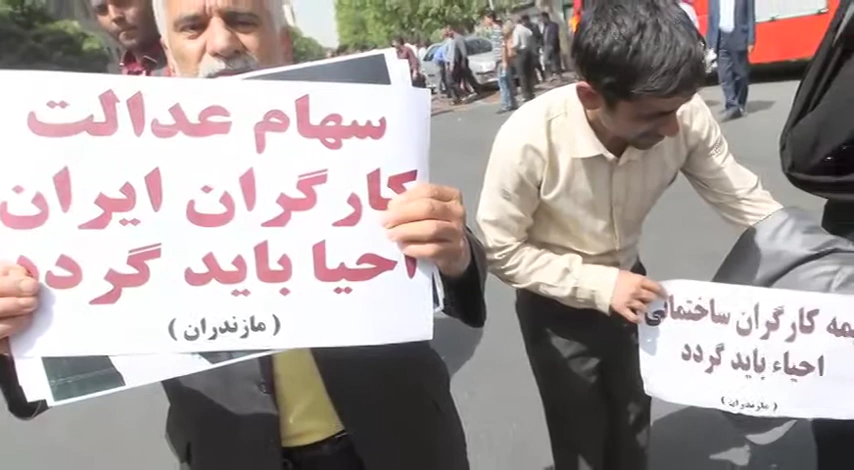 سهام عدالت
کارگران ایران
احیا باید گردد
(مازندران)
بیمه کارگران ساختمانی
احیاء باید گردد
(مازندران)